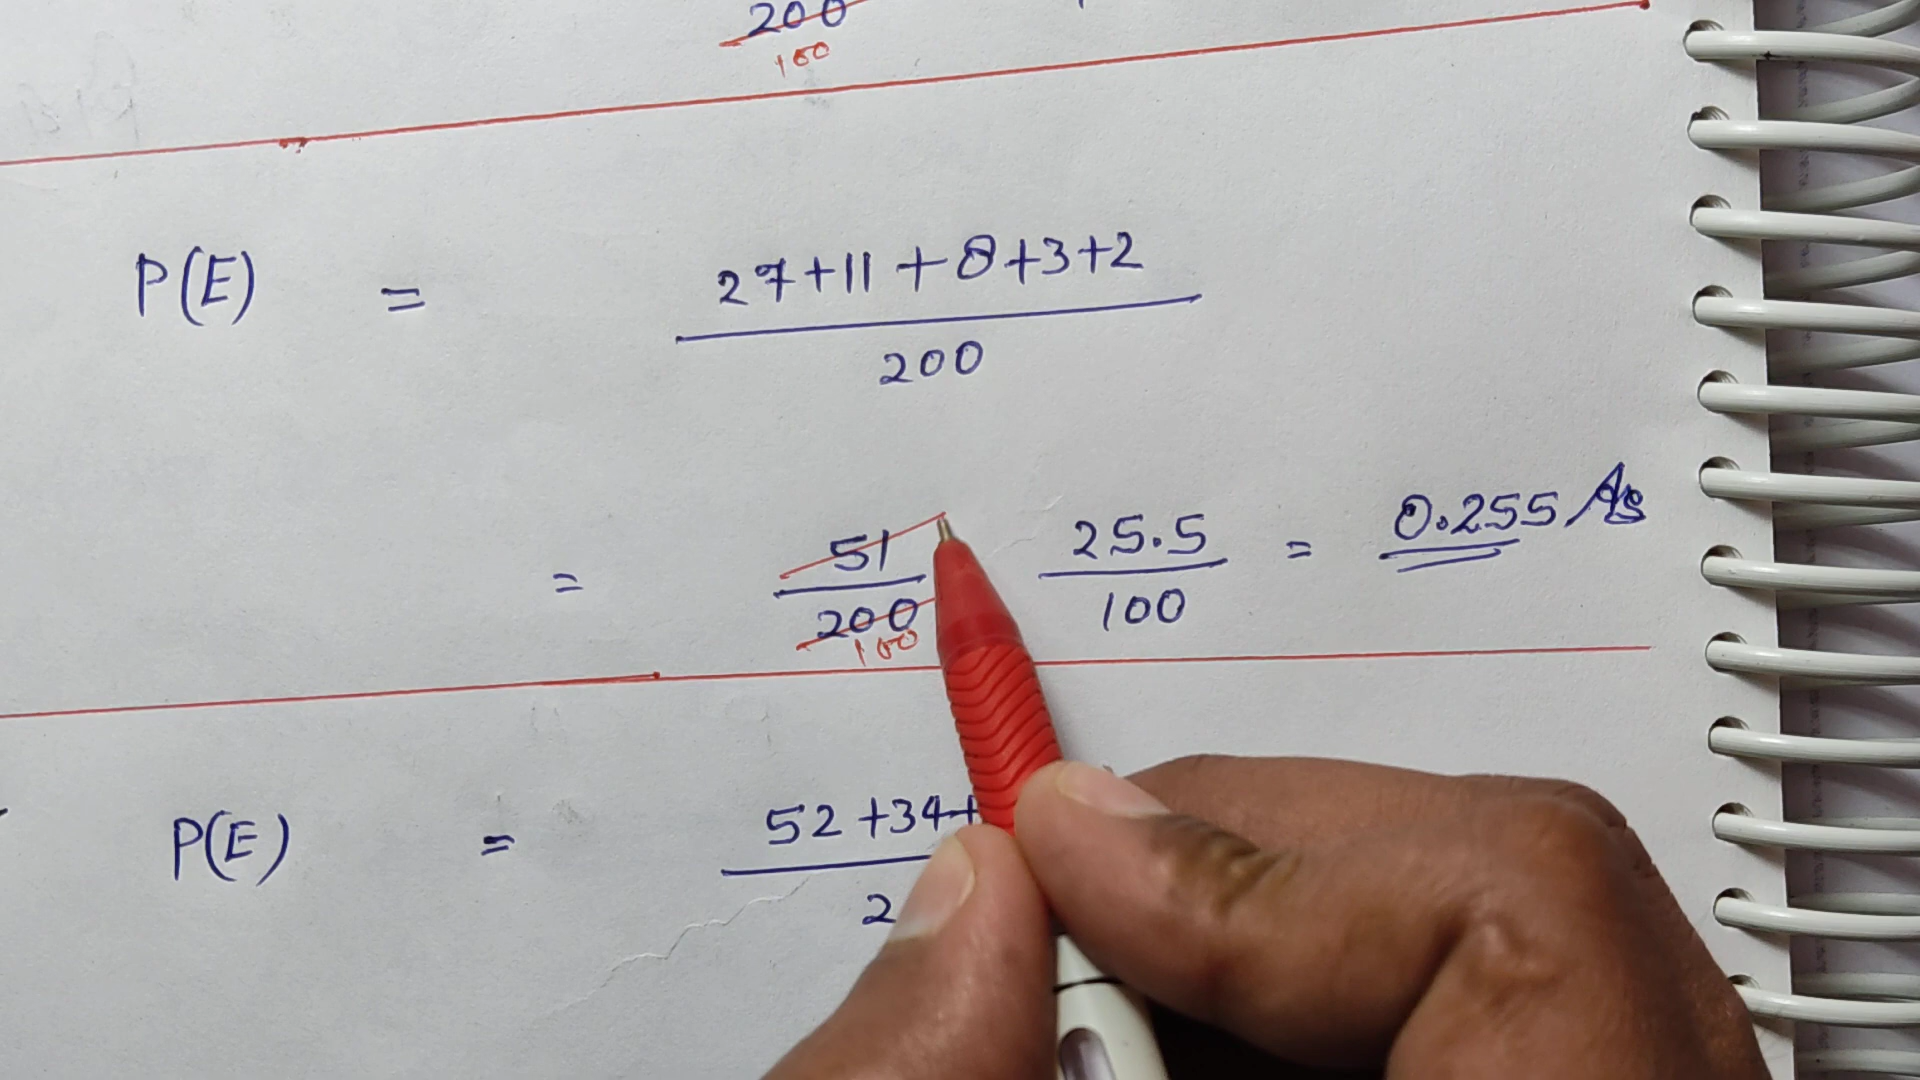 200
100
P(E) = 27+11+8+3+2
200
= 51 25.5 = 0.255 As
200 100
100
P(E) = 52+34+
2